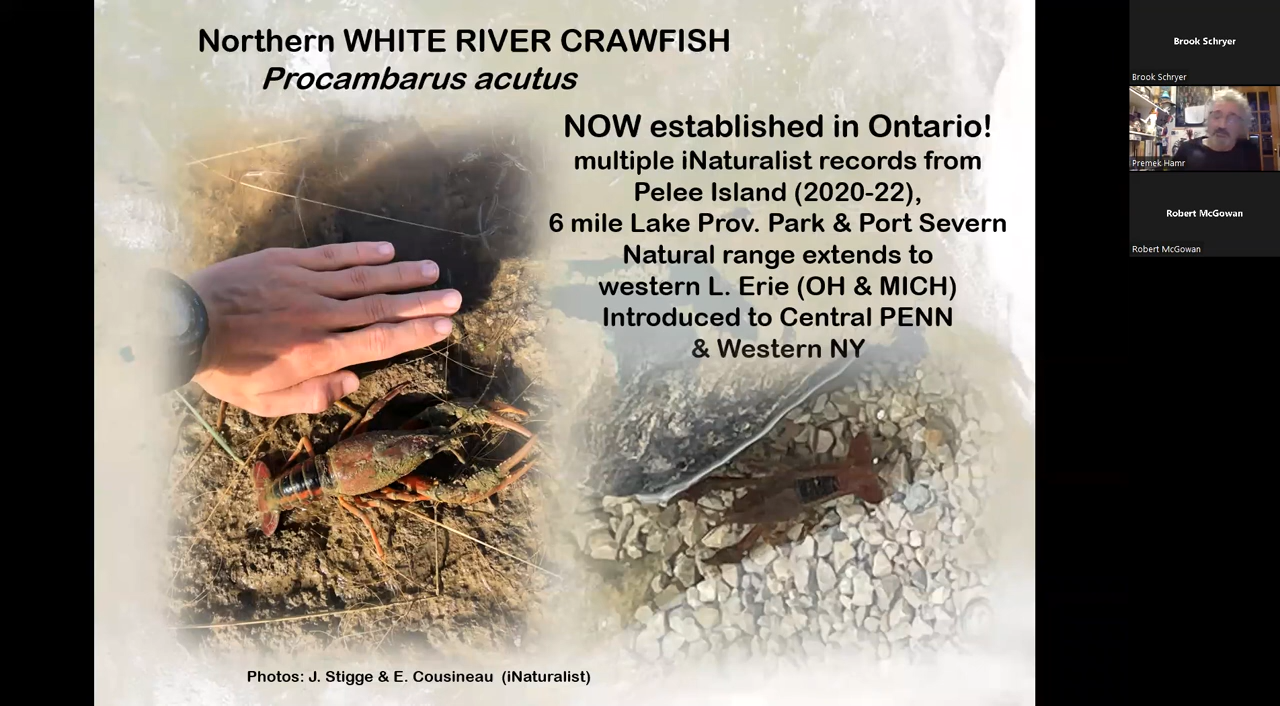 Northern WHITE RIVER CRAWFISH
Procambarus acutus
NOW established in Ontario!
multiple iNaturalist records from
Pelee Island (2020-22),
6 mile Lake Prov. Park & Port Severn
Natural range extends to
western L. Erie (OH & MICH)
Introduced to Central PENN
& Western NY
Photos: J. Stigge & E. Cousineau (iNaturalist)
Brook Schryer
Brook Schryer
Premek Hamr
Robert McGowan
Robert McGowan